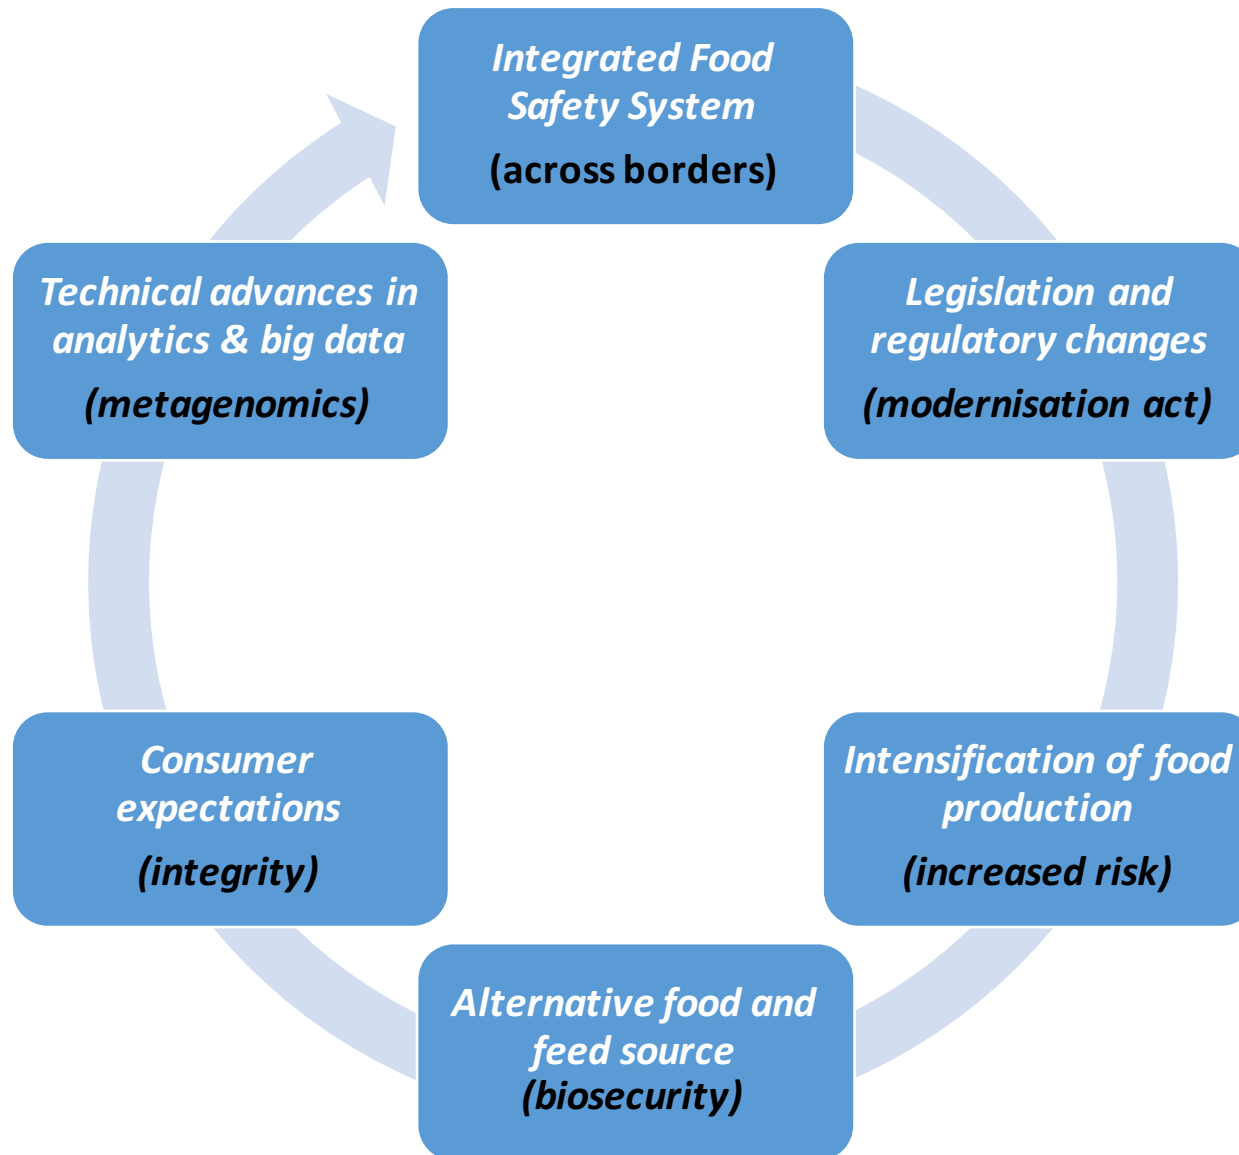 Integrated Food
Safety System
(across borders)
Legislation and
regulatory changes
(modernisation act)
Intensification of food
production
(increased risk)
Alternative food and
feed source
(biosecurity)
Consumer
expectations
(integrity)
Technical advances in
analytics & big data
(metagenomics)